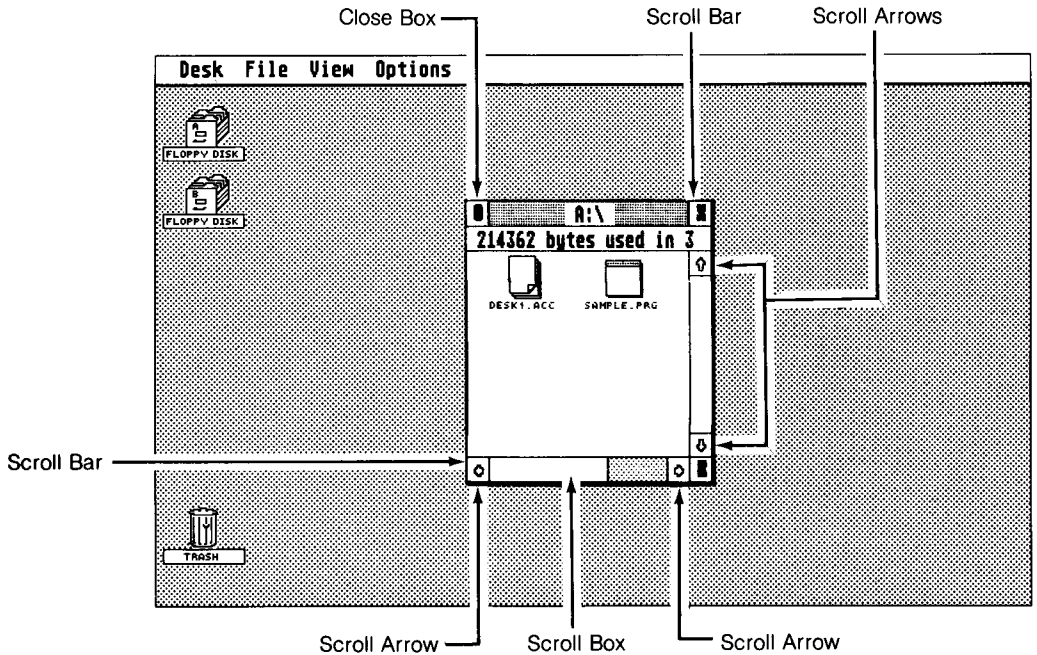 Close Box
Scroll Bar
Scroll Arrows
Desk File View Options
A
FLOPPY DISK
B
FLOPPY DISK
A:\
214362 bytes used in 3
DESK1.ACC
SAMPLE.PRG
Scroll Bar
TRASH
Scroll Arrow
Scroll Box
Scroll Arrow